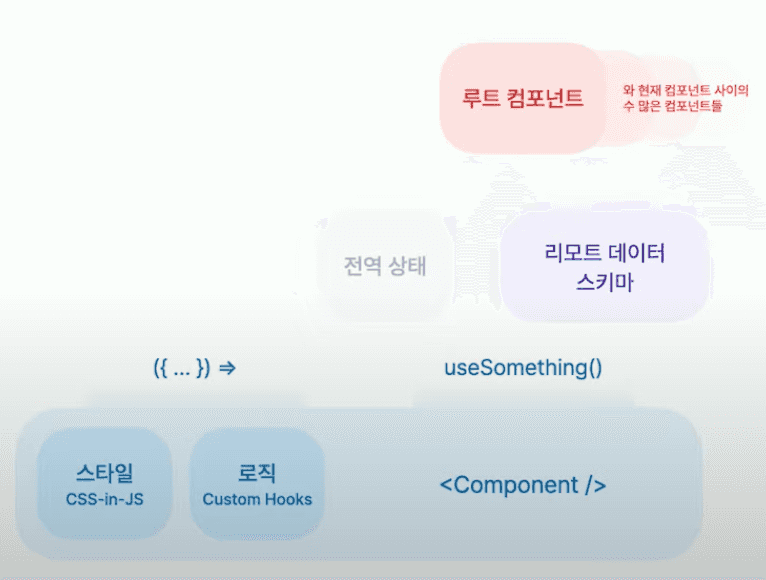 루트 컴포넌트
와 현재 컴포넌트 사이의
수 많은 컴포넌트들
전역 상태
리모트 데이터
스키마
({ ... }) ⇒
useSomething()
스타일
CSS-in-JS
로직
Custom Hooks
<Component />